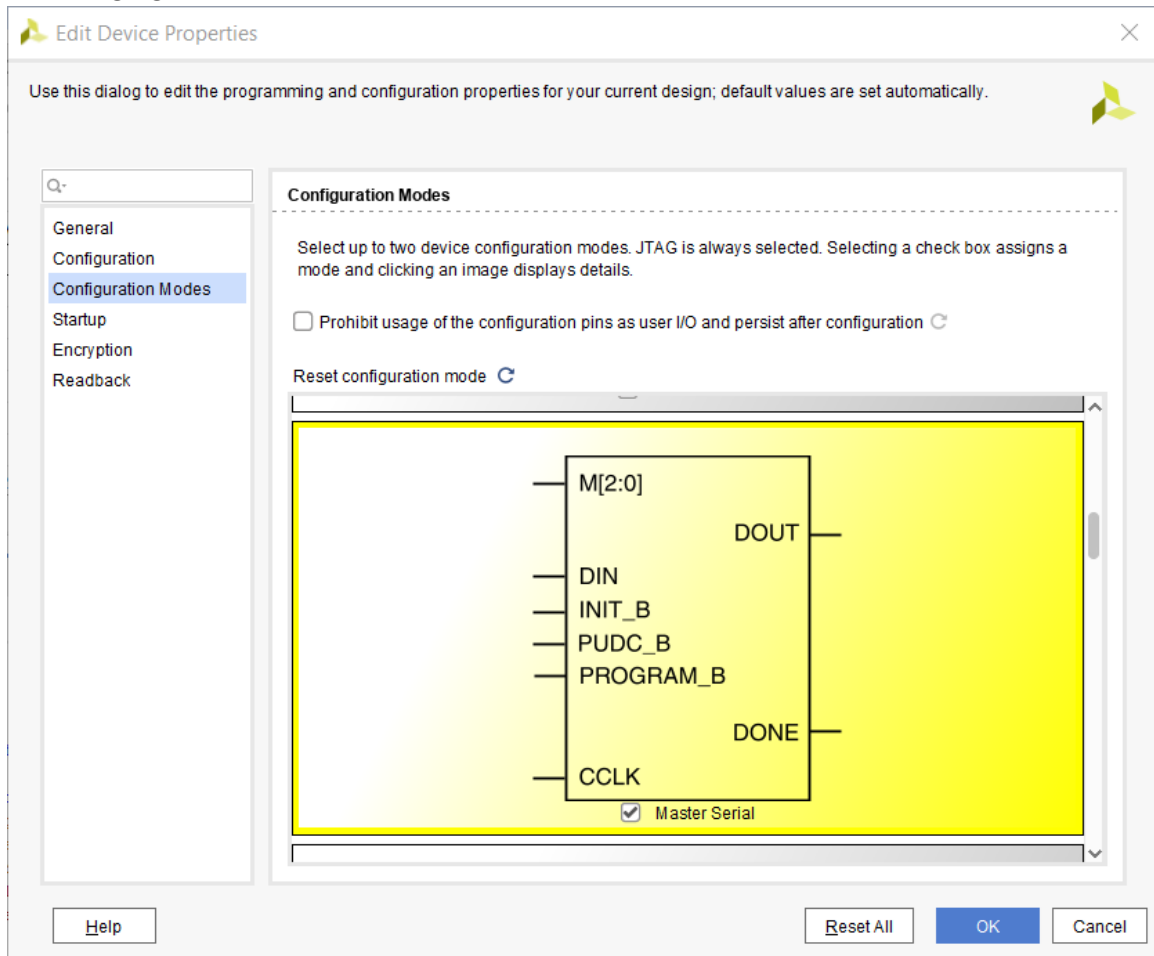 Edit Device Properties
Use this dialog to edit the programming and configuration properties for your current design; default values are set automatically.
General
Configuration
Configuration Modes
Startup
Encryption
Readback
Configuration Modes
Select up to two device configuration modes. JTAG is always selected. Selecting a check box assigns a
mode and clicking an image displays details.
Prohibit usage of the configuration pins as user I/O and persist after configuration
Reset configuration mode
M[2:0]
DOUT
DIN
INIT_B
PUDC_B
PROGRAM_B
DONE
CCLK
Master Serial
Help
Reset All
OK
Cancel